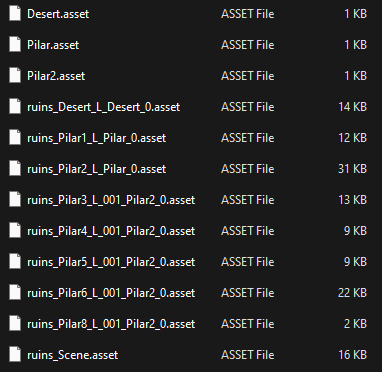 Desert.asset ASSET File 1 KB
Pilar.asset ASSET File 1 KB
Pilar2.asset ASSET File 1 KB
ruins_Desert_L_Desert_0.asset ASSET File 14 KB
ruins_Pilar1_L_Pilar_0.asset ASSET File 12 KB
ruins_Pilar2_L_Pilar_0.asset ASSET File 31 KB
ruins_Pilar3_L_001_Pilar2_0.asset ASSET File 13 KB
ruins_Pilar4_L_001_Pilar2_0.asset ASSET File 9 KB
ruins_Pilar5_L_001_Pilar2_0.asset ASSET File 9 KB
ruins_Pilar6_L_001_Pilar2_0.asset ASSET File 22 KB
ruins_Pilar8_L_001_Pilar2_0.asset ASSET File 2 KB
ruins_Scene.asset ASSET File 16 KB